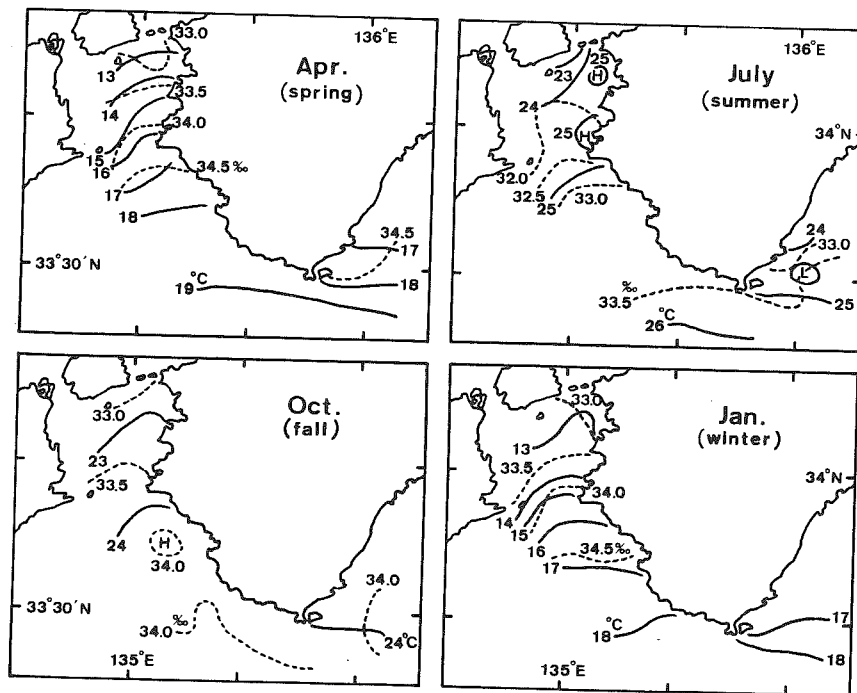 33.0
136°E
Apr.
(spring)
13
33.5
14
34.0
15
16
34.5‰
17
18
34.5
17
33°30´N
°C
19
18
136°E
July
(summer)
25
23
H
24
25
H
34°N
32.0
32.5
33.0
25
24
33.0
L
‰
33.5
25
°C
26
33.0
Oct.
(fall)
23
33.5
24
H
34.0
34.0
33°30´N
‰
34.0
24°C
135°E
33.0
Jan.
(winter)
13
33.5
34°N
34.0
14
15
16
34.5‰
17
°C
18
17
18
135°E